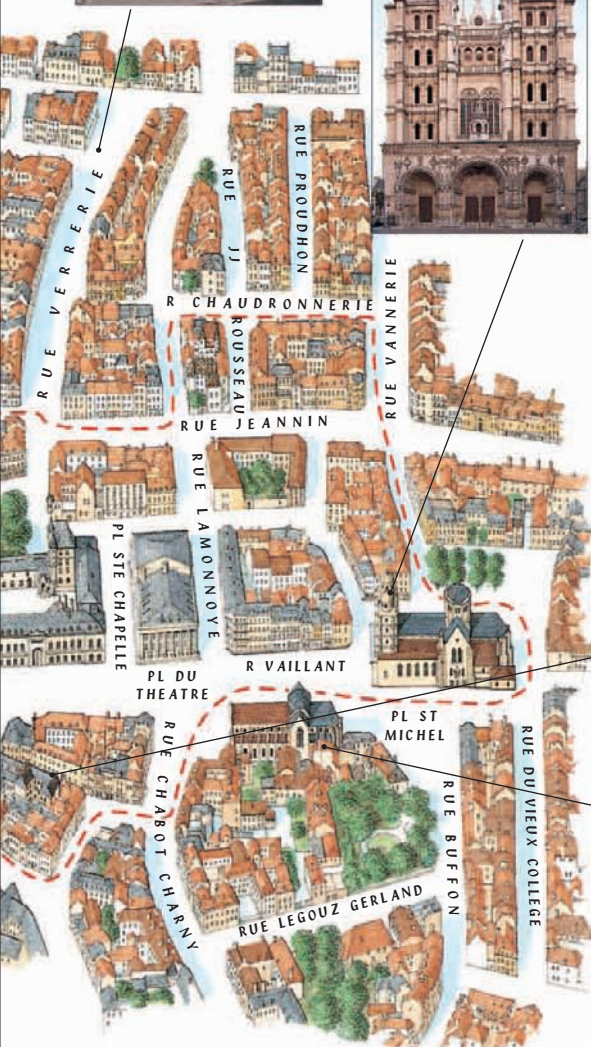 RUE VERRERIE
RUE JJ ROUSSEAU
RUE PROUDHON
R CHAUDRONNERIE
RUE VANNERIE
RUE JEANNIN
RUE LAMONNOYE
PL STE CHAPELLE
PL DU
THEATRE
R VAILLANT
PL ST
MICHEL
RUE CHABOT CHARNY
RUE BUFFON
RUE DU VIEUX COLLEGE
RUE LEGOUZ GERLAND